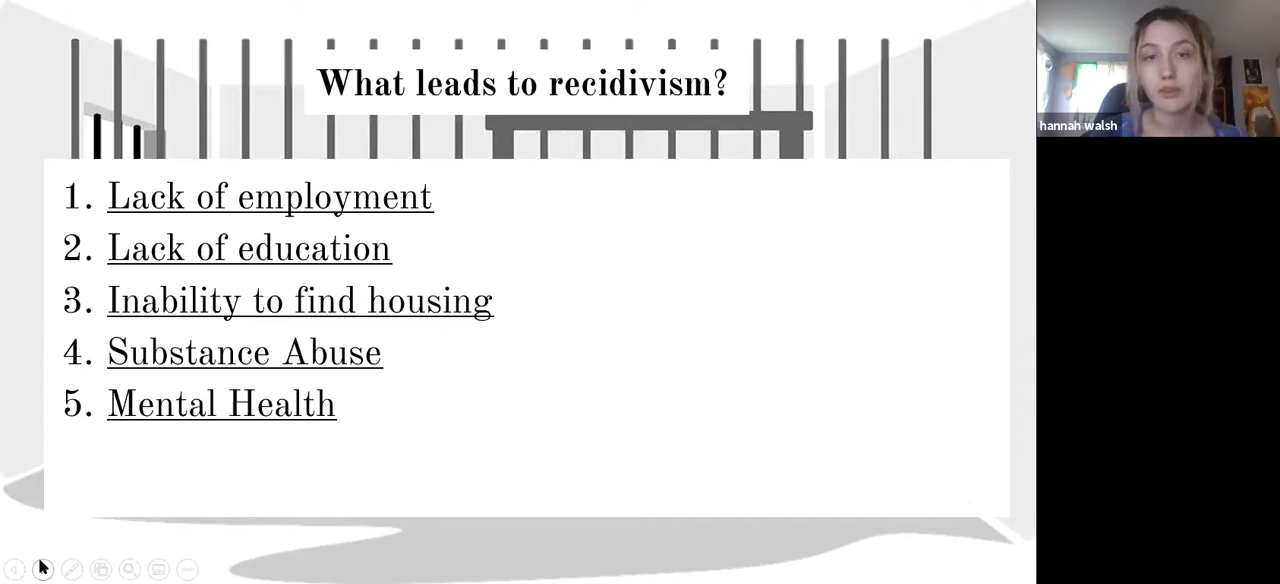 What leads to recidivism?
1. Lack of employment
2. Lack of education
3. Inability to find housing
4. Substance Abuse
5. Mental Health
hannah walsh